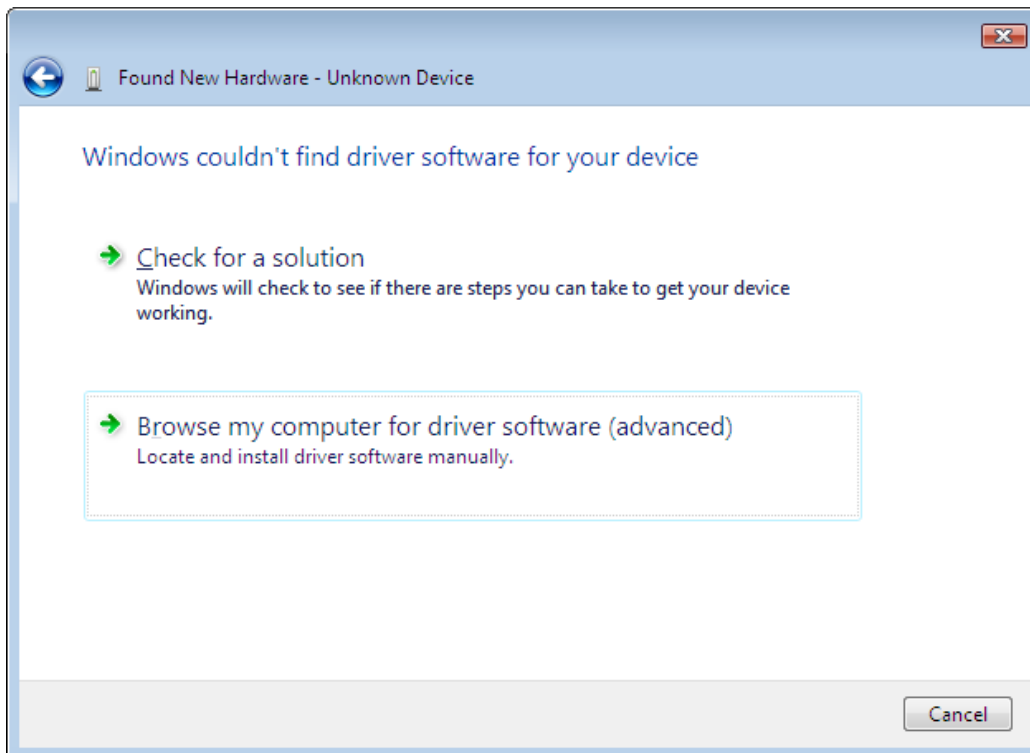 Found New Hardware - Unknown Device
Windows couldn't find driver software for your device
Check for a solution
Windows will check to see if there are steps you can take to get your device
working.
Browse my computer for driver software (advanced)
Locate and install driver software manually.
Cancel